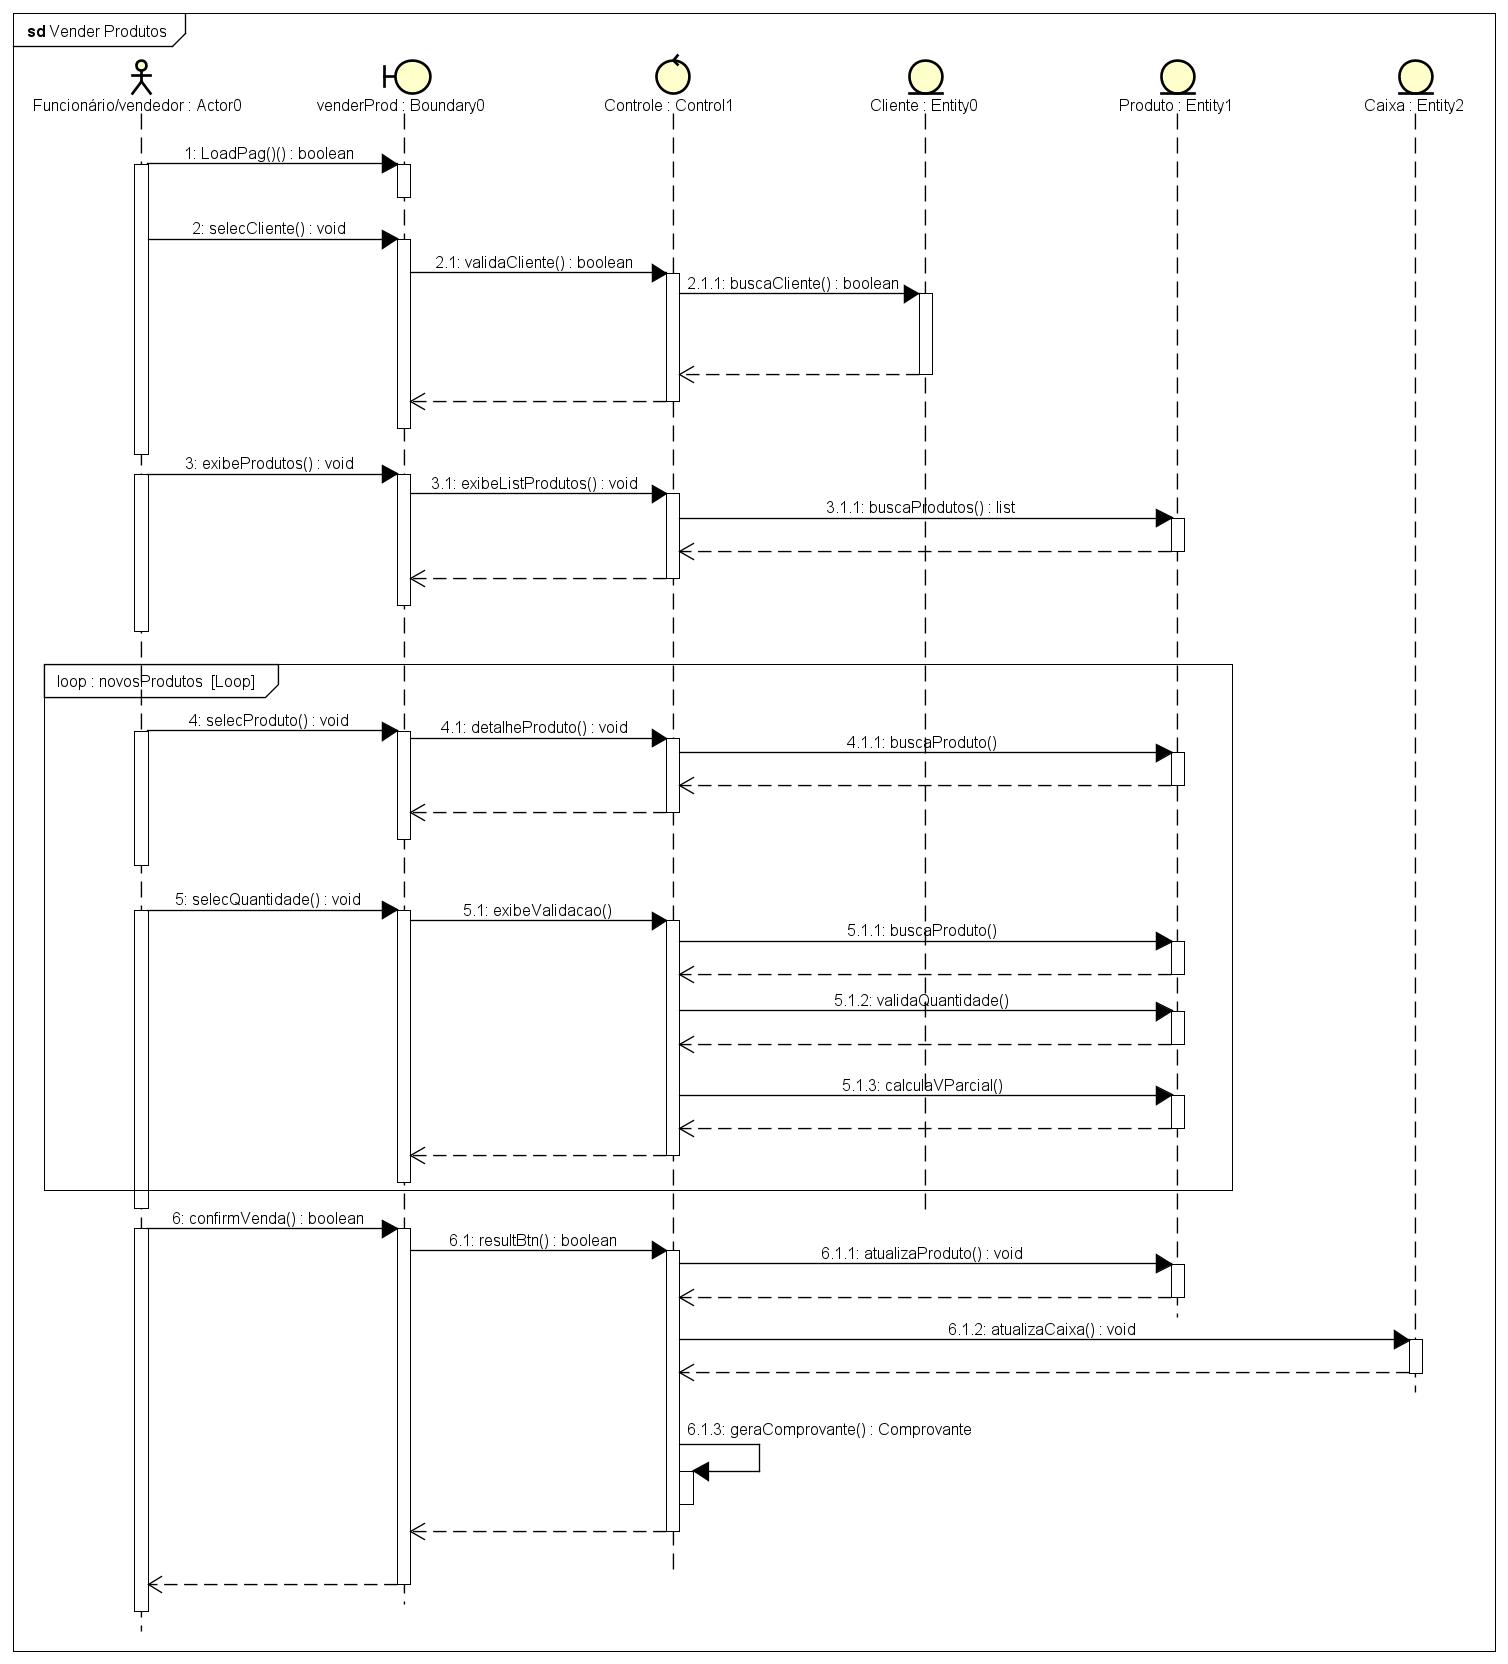 sd Vender Produtos
Funcionário/vendedor : Actor0
venderProd : Boundary0
Controle : Control1
Cliente : Entity0
Produto : Entity1
Caixa : Entity2
1: LoadPag()() : boolean
2: selecCliente() : void
2.1: validaCliente() : boolean
2.1.1: buscaCliente() : boolean
3: exibeProdutos() : void
3.1: exibeListProdutos() : void
3.1.1: buscaProdutos() : list
loop : novosProdutos [Loop]
4: selecProduto() : void
4.1: detalheProduto() : void
4.1.1: buscaProduto()
5: selecQuantidade() : void
5.1: exibeValidacao()
5.1.1: buscaProduto()
5.1.2: validaQuantidade()
5.1.3: calculaVParcial()
6: confirmVenda() : boolean
6.1: resultBtn() : boolean
6.1.1: atualizaProduto() : void
6.1.2: atualizaCaixa() : void
6.1.3: geraComprovante() : Comprovante